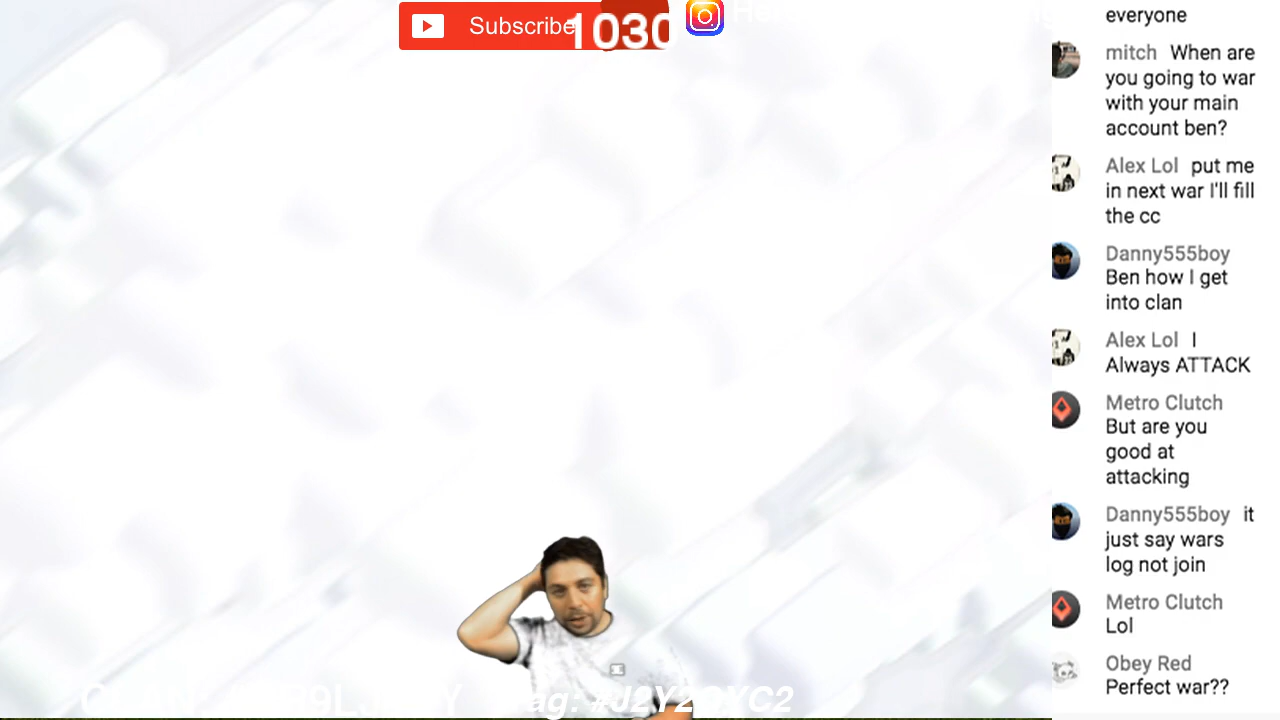 Subscribe
1030
everyone
mitch When are
you going to war
with your main
account ben?
Alex Lol put me
in next war I'll fill
the cc
Danny555boy
Ben how I get
into clan
Alex Lol I
Always ATTACK
Metro Clutch
But are you
good at
attacking
Danny555boy it
just say wars
log not join
Metro Clutch
Lol
Obey Red
Perfect war??